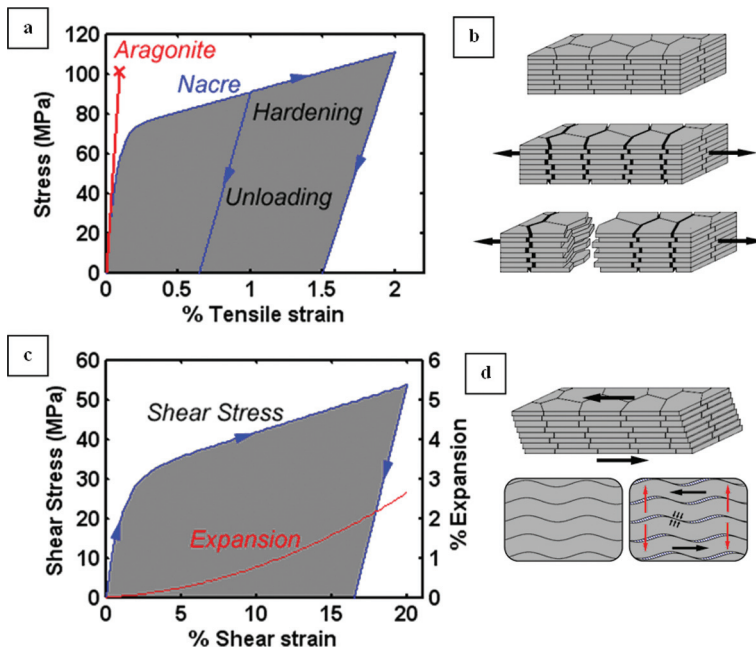 a
Aragonite
Nacre
Hardening
Unloading
Stress (MPa)
120
100
80
60
40
20
0
0 0.5 1 1.5 2
% Tensile strain
b
c
Shear Stress
Expansion
Shear Stress (MPa)
60
50
40
30
20
10
0
0 5 10 15 20
% Shear strain
6
5
4
3
2
1
0
% Expansion
d